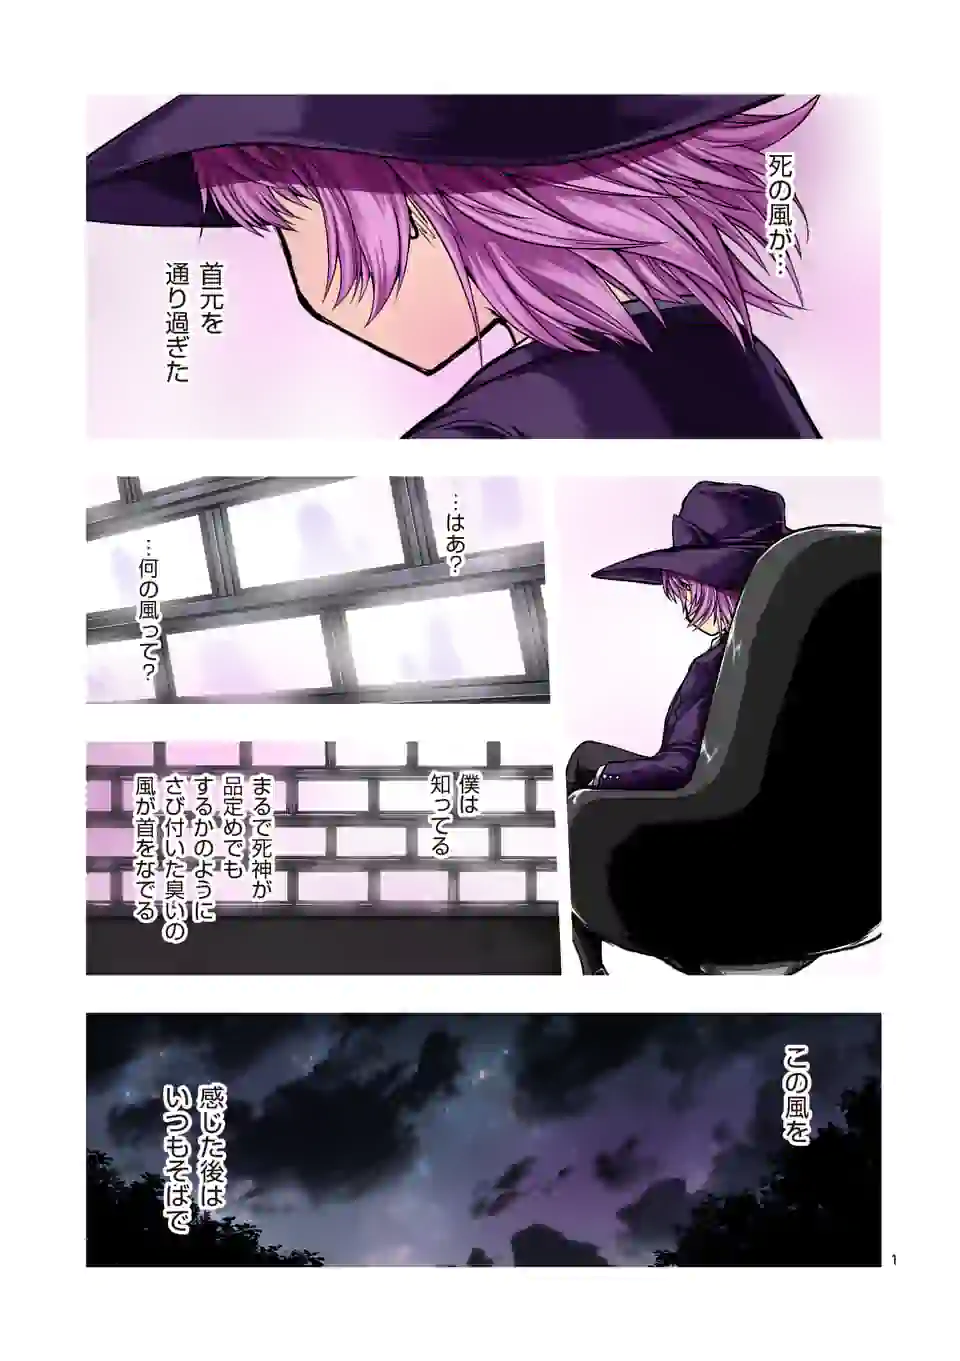 死の風が…
首元を
通り過ぎた
…はあ？
…何の風って？
僕は
知ってる
まるで死神が
品定めでも
するかのように
さび付いた臭いの
風が首をなでる
この風を
感じた後は
いつもそばで
1